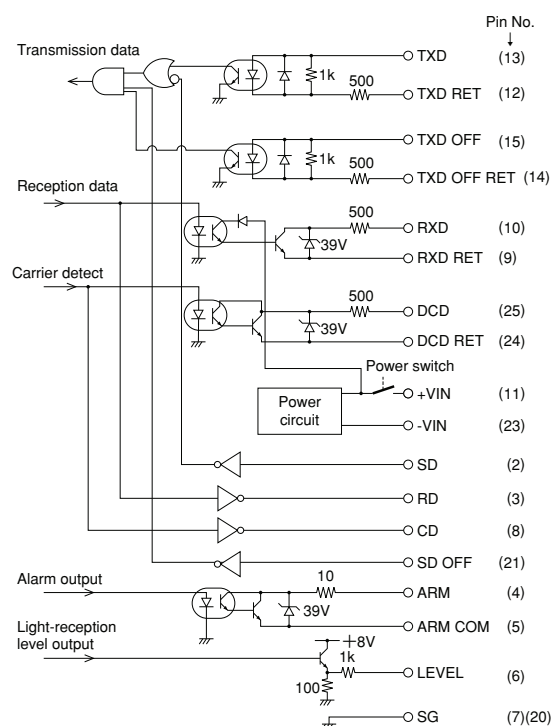 Pin No.
Transmission data
TXD (13)
1k
500
TXD RET (12)
TXD OFF (15)
1k
500
TXD OFF RET (14)
Reception data
500
RXD (10)
39V
RXD RET (9)
Carrier detect
500
DCD (25)
39V
DCD RET (24)
Power switch
+VIN (11)
Power
circuit
-VIN (23)
SD (2)
RD (3)
CD (8)
SD OFF (21)
Alarm output
10
ARM (4)
39V
ARM COM (5)
Light-reception
level output
+8V
1k
LEVEL (6)
100
SG (7)(20)